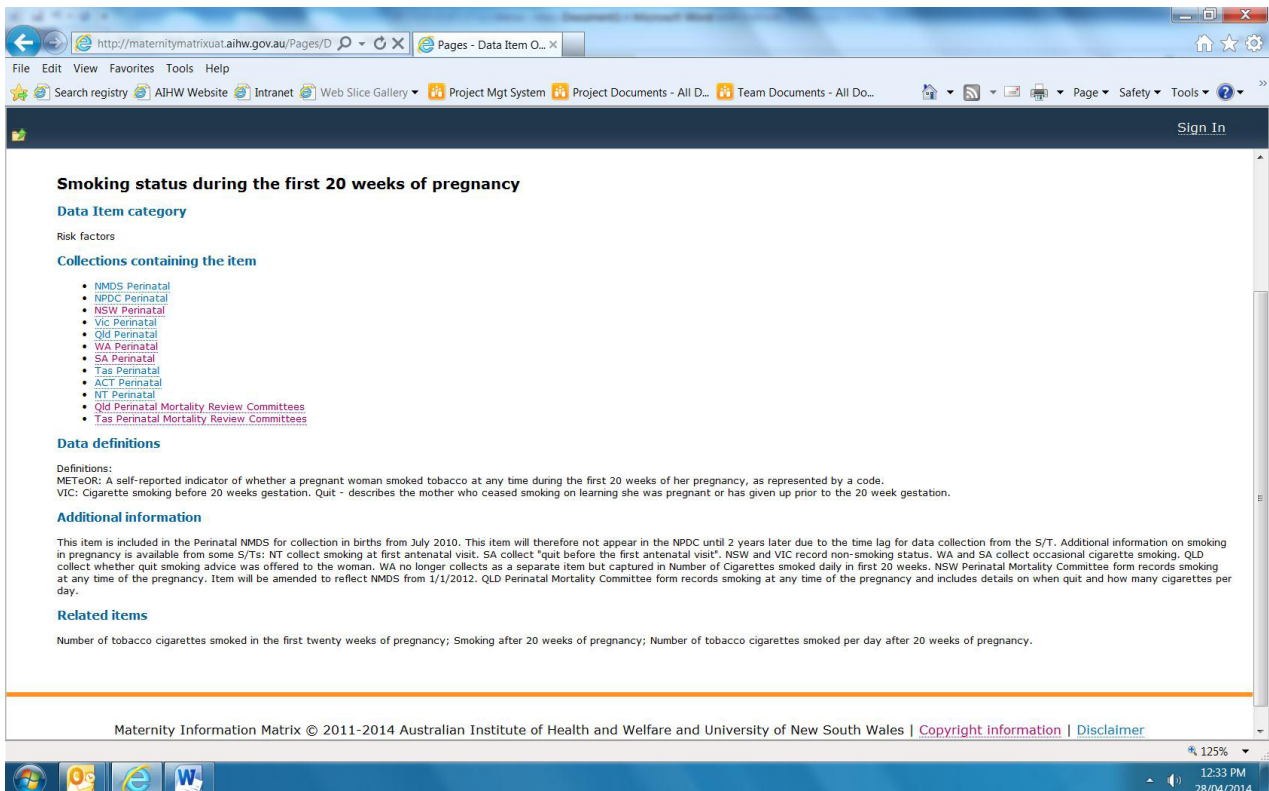 http://maternitymatrixuat.aihw.gov.au/Pages/D
Pages - Data Item O...
File Edit View Favorites Tools Help
Search registry AIHW Website Intranet Web Slice Gallery Project Mgt System Project Documents - All D... Team Documents - All Do... Page Safety Tools
Sign In
Smoking status during the first 20 weeks of pregnancy
Data Item category
Risk factors
Collections containing the item
• NMDS Perinatal
• NPDC Perinatal
• NSW Perinatal
• Vic Perinatal
• Qld Perinatal
• WA Perinatal
• SA Perinatal
• Tas Perinatal
• ACT Perinatal
• NT Perinatal
• Qld Perinatal Mortality Review Committees
• Tas Perinatal Mortality Review Committees
Data definitions
Definitions:
METeOR: A self-reported indicator of whether a pregnant woman smoked tobacco at any time during the first 20 weeks of her pregnancy, as represented by a code.
VIC: Cigarette smoking before 20 weeks gestation. Quit - describes the mother who ceased smoking on learning she was pregnant or has given up prior to the 20 week gestation.
Additional information
This item is included in the Perinatal NMDS for collection in births from July 2010. This item will therefore not appear in the NPDC until 2 years later due to the time lag for data collection from the S/T. Additional information on smoking
in pregnancy is available from some S/Ts: NT collect smoking at first antenatal visit. SA collect "quit before the first antenatal visit". NSW and VIC record non-smoking status. WA and SA collect occasional cigarette smoking. QLD
collect whether quit smoking advice was offered to the woman. WA no longer collects as a separate item but captured in Number of Cigarettes smoked daily in first 20 weeks. NSW Perinatal Mortality Committee form records smoking
at any time of the pregnancy. Item will be amended to reflect NMDS from 1/1/2012. QLD Perinatal Mortality Committee form records smoking at any time of the pregnancy and includes details on when quit and how many cigarettes per
day.
Related items
Number of tobacco cigarettes smoked in the first twenty weeks of pregnancy; Smoking after 20 weeks of pregnancy; Number of tobacco cigarettes smoked per day after 20 weeks of pregnancy.
Maternity Information Matrix © 2011-2014 Australian Institute of Health and Welfare and University of New South Wales | Copyright information | Disclaimer
125%
12:33 PM
28/04/2014